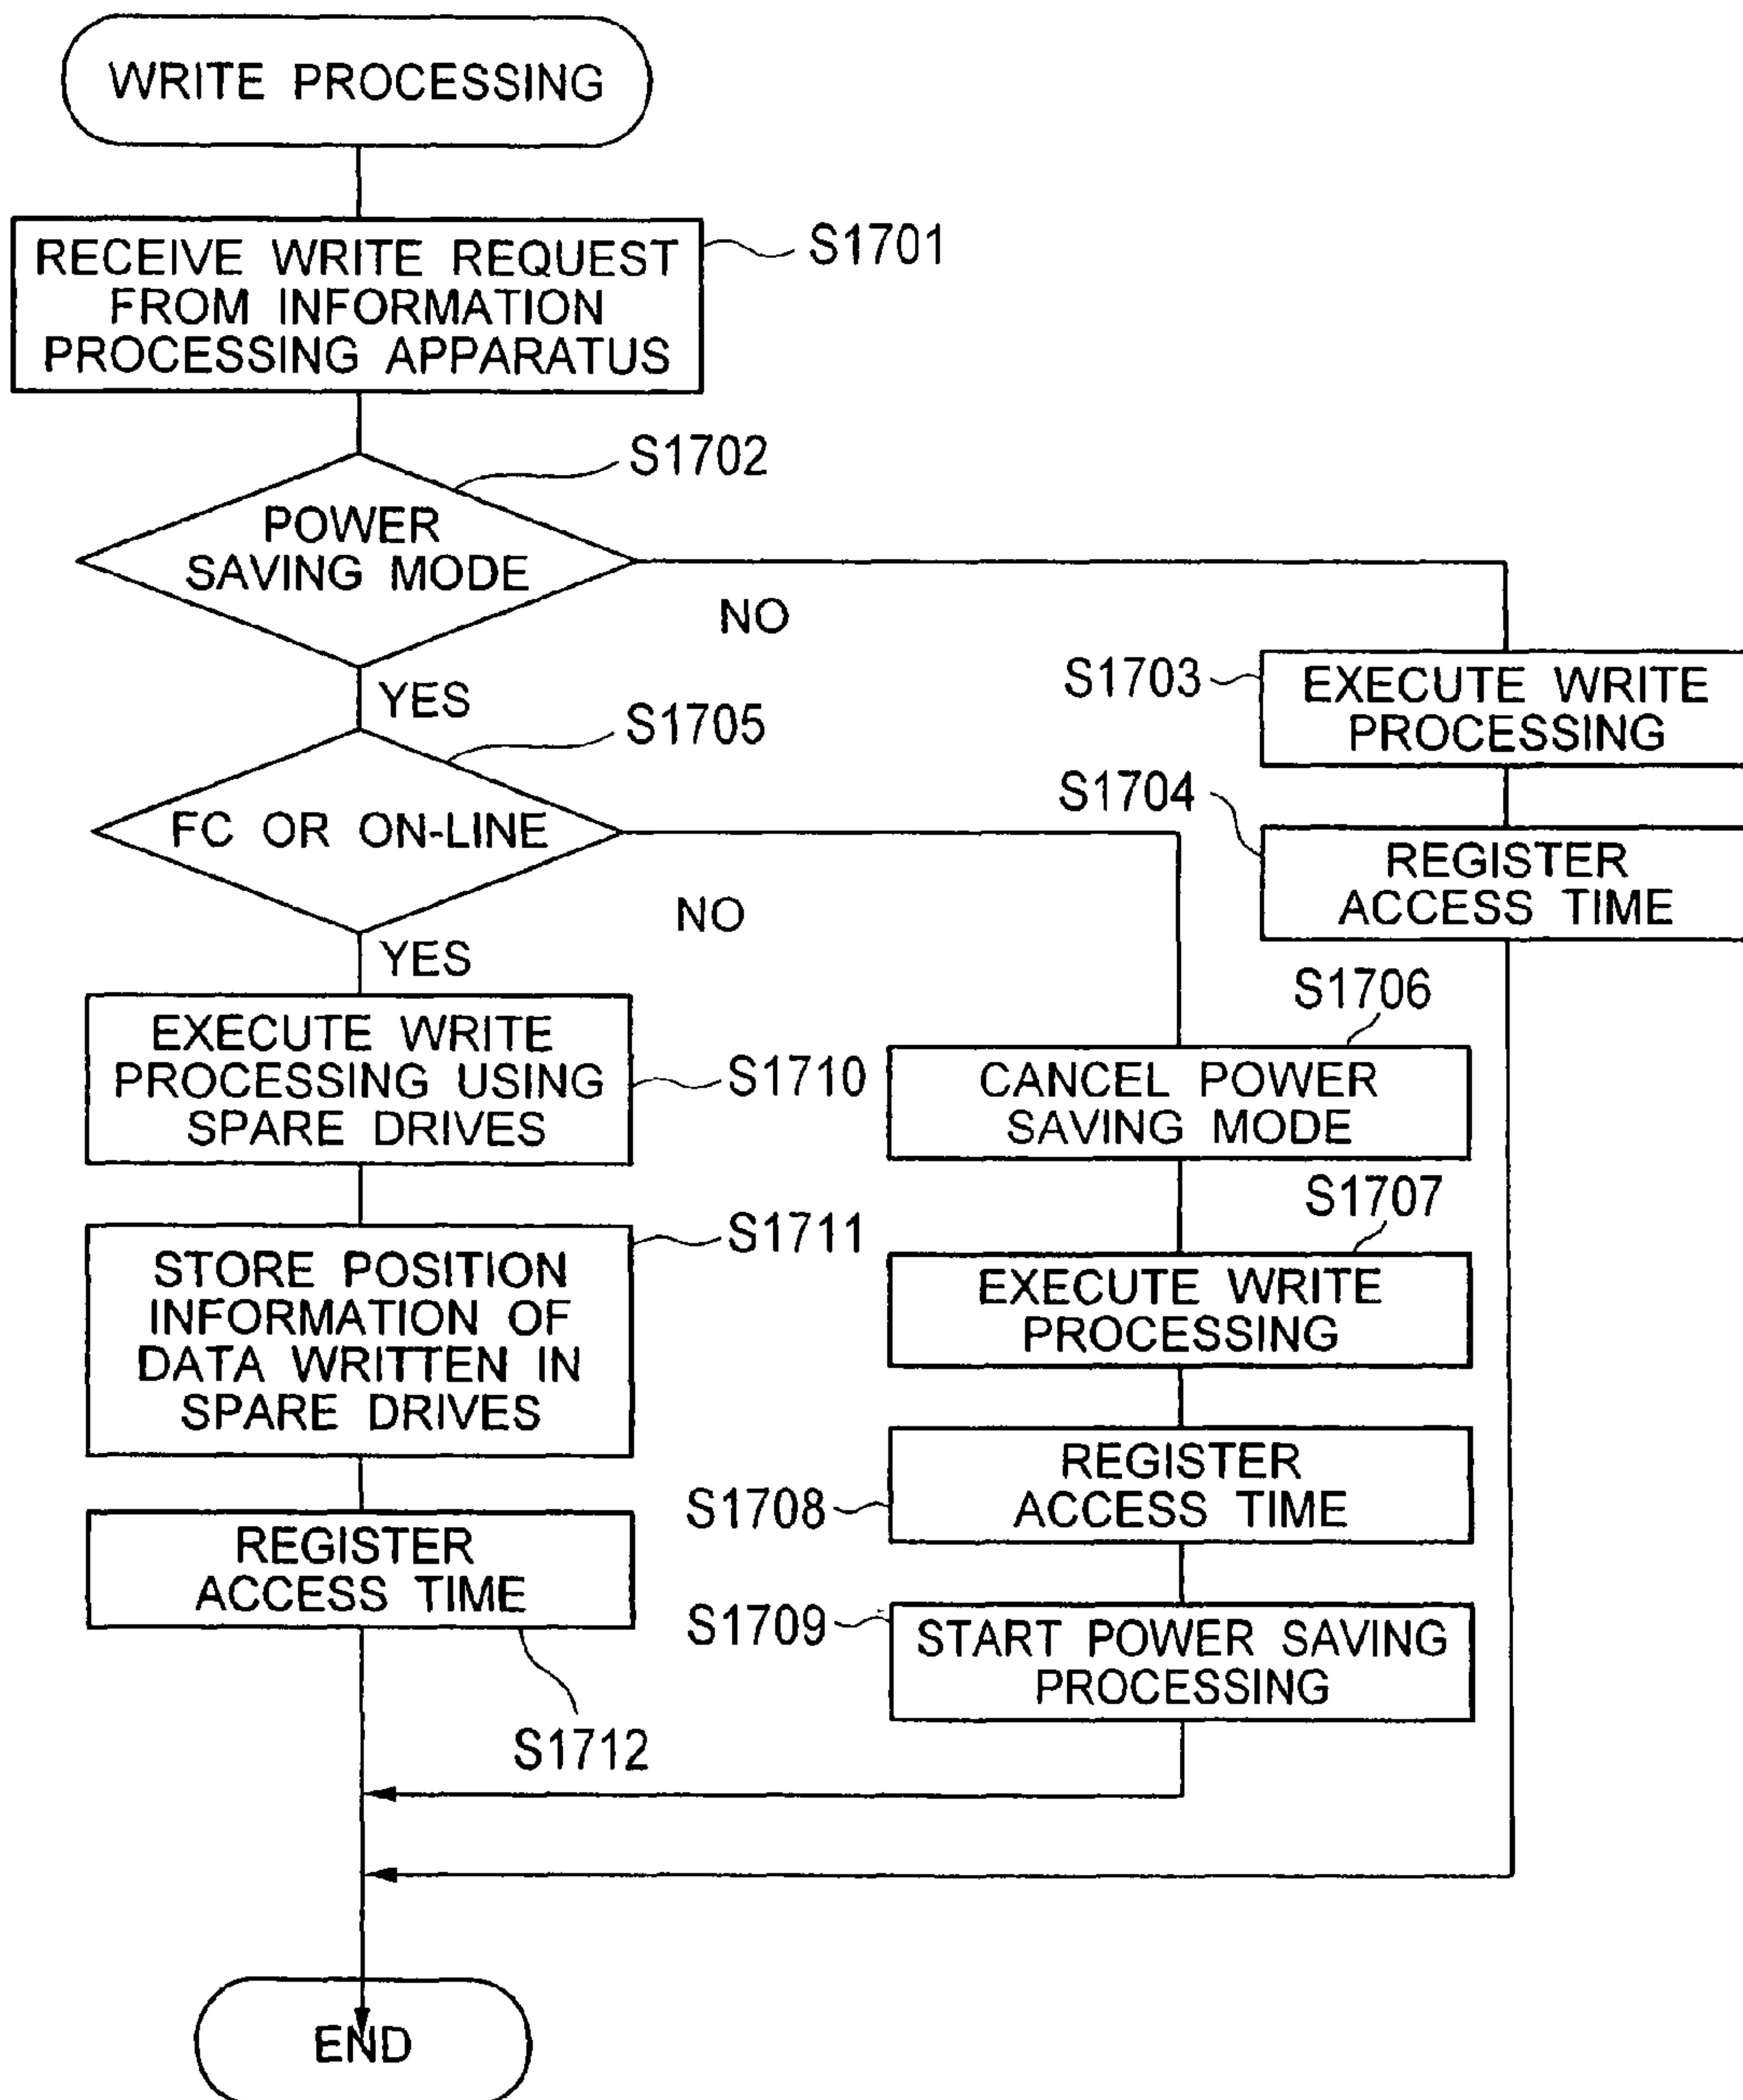 WRITE PROCESSING
RECEIVE WRITE REQUEST
FROM INFORMATION
PROCESSING APPARATUS
S1701
S1702
POWER
SAVING MODE
NO
YES
S1703
EXECUTE WRITE
PROCESSING
S1704
REGISTER
ACCESS TIME
S1705
FC OR ON-LINE
NO
YES
S1706
CANCEL POWER
SAVING MODE
S1707
EXECUTE WRITE
PROCESSING
S1708
REGISTER
ACCESS TIME
S1709
START POWER SAVING
PROCESSING
EXECUTE WRITE
PROCESSING USING
SPARE DRIVES
S1710
STORE POSITION
INFORMATION OF
DATA WRITTEN IN
SPARE DRIVES
S1711
REGISTER
ACCESS TIME
S1712
END